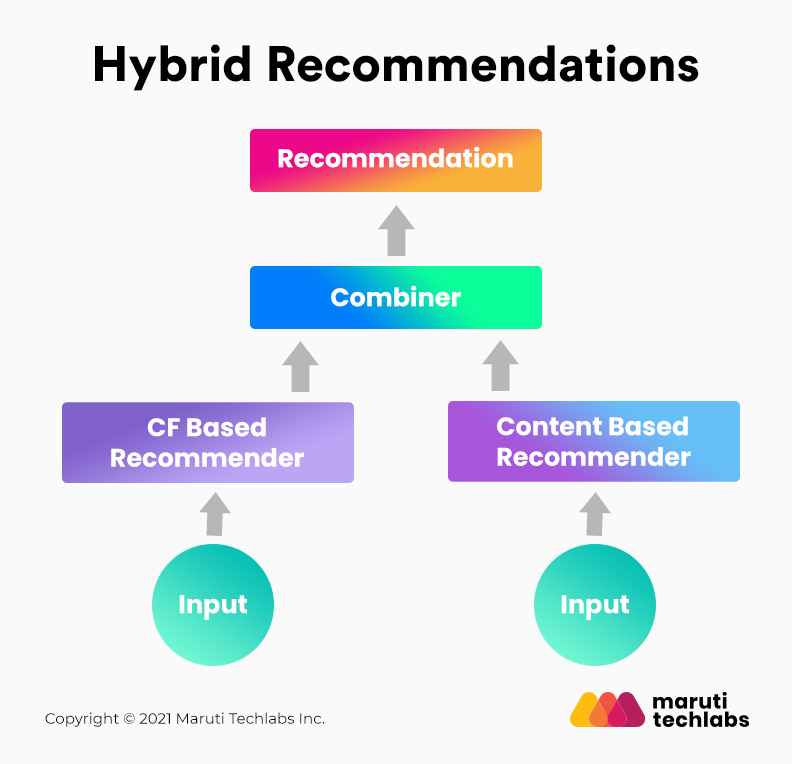 Hybrid Recommendations
Recommendation
Combiner
CF Based
Recommender
Content Based
Recommender
Input
Input
Copyright © 2021 Maruti Techlabs Inc.
maruti
techlabs